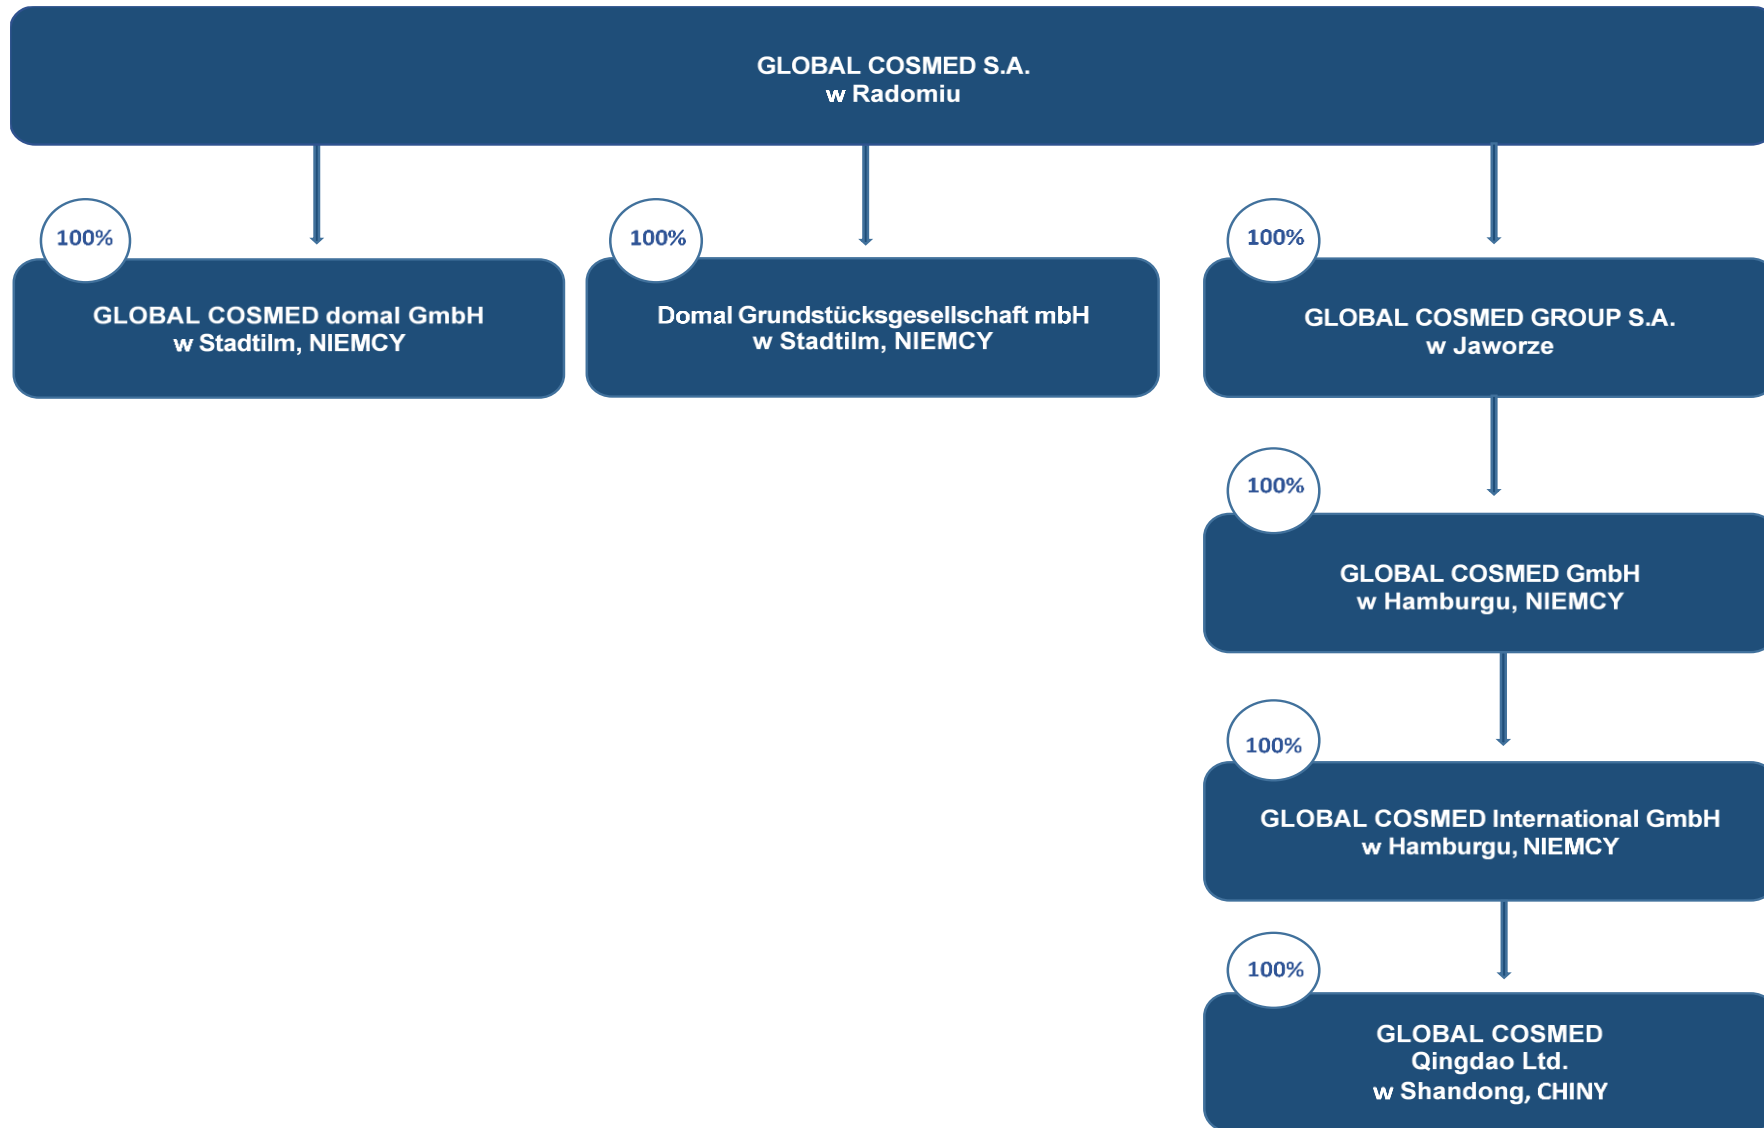 GLOBAL COSMED S.A.
w Radomiu
100%
GLOBAL COSMED domal GmbH
w Stadtilm, NIEMCY
100%
Domal Grundstücksgesellschaft mbH
w Stadtilm, NIEMCY
100%
GLOBAL COSMED GROUP S.A.
w Jaworze
100%
GLOBAL COSMED GmbH
w Hamburgu, NIEMCY
100%
GLOBAL COSMED International GmbH
w Hamburgu, NIEMCY
100%
GLOBAL COSMED
Qingdao Ltd.
w Shandong, CHINY